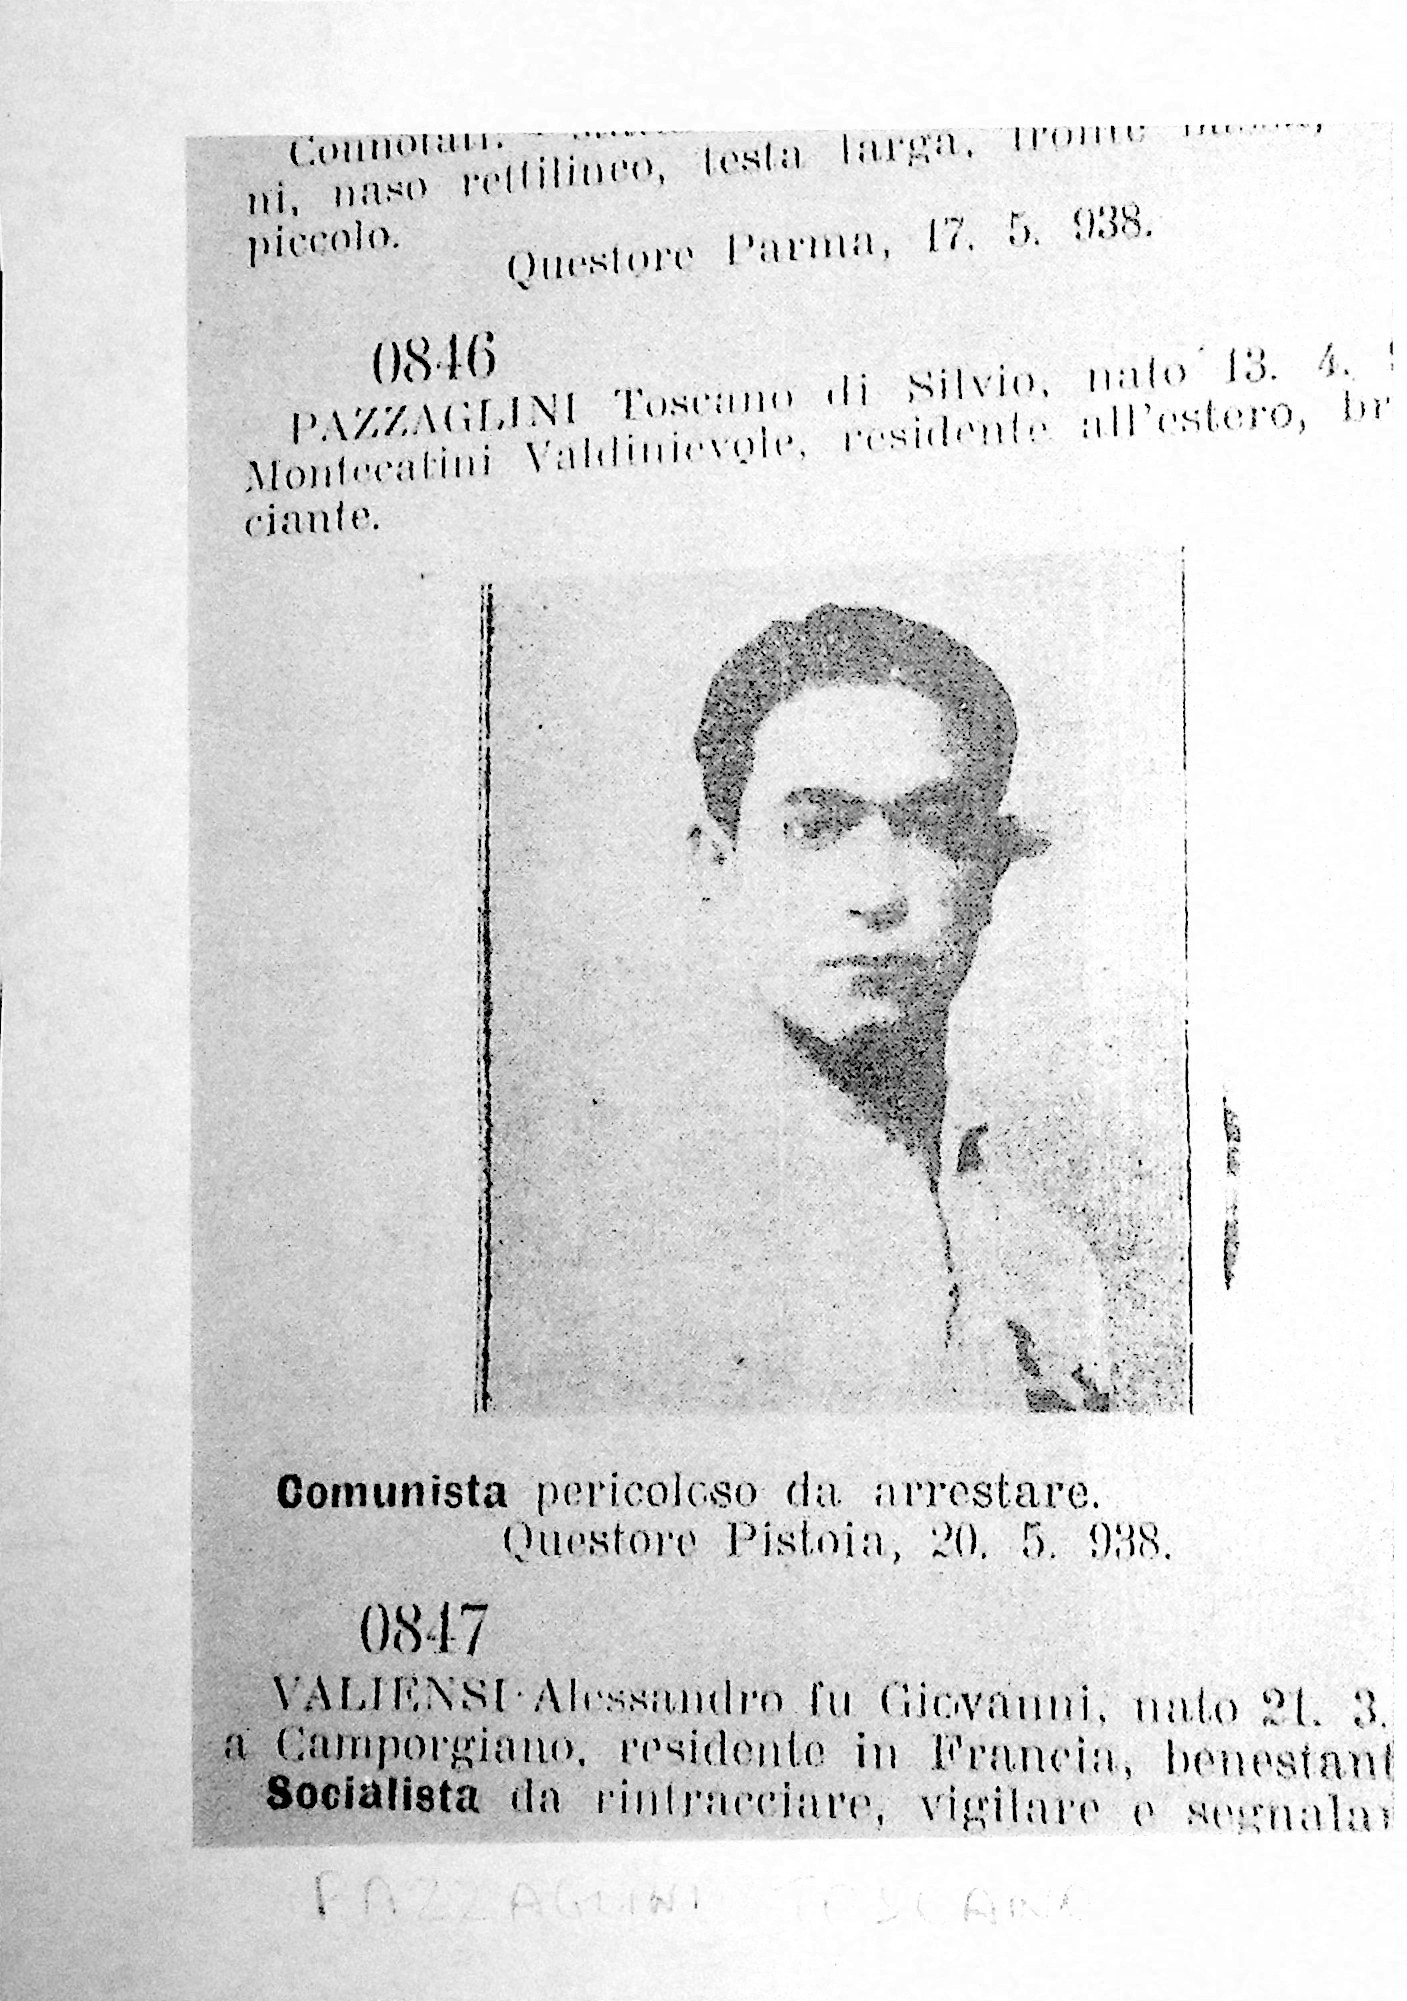 Connotati.
ni, naso rettilineo, testa larga, fronte
piccolo.
Questore Parma, 17. 5. 938.
0846
PAZZAGLINI Toscano di Silvio, nato 13. 4.
Montecatini Valdinievole, residente all'estero, br
ciante.
Comunista pericoloso da arrestare.
Questore Pistoia, 20. 5. 938.
0847
VALIENSI Alessandro fu Giovanni, nato 21. 3.
a Camporgiano, residente in Francia, benestant
Socialista da rintracciare, vigilare e segnalar
PAZZAGLINI TOSCANO